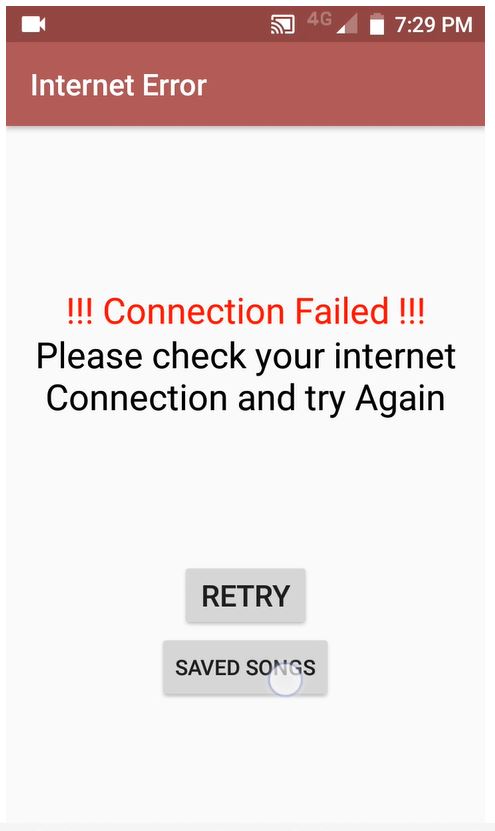 4G 7:29 PM
Internet Error
!!! Connection Failed !!!
Please check your internet
Connection and try Again
RETRY
SAVED SONGS